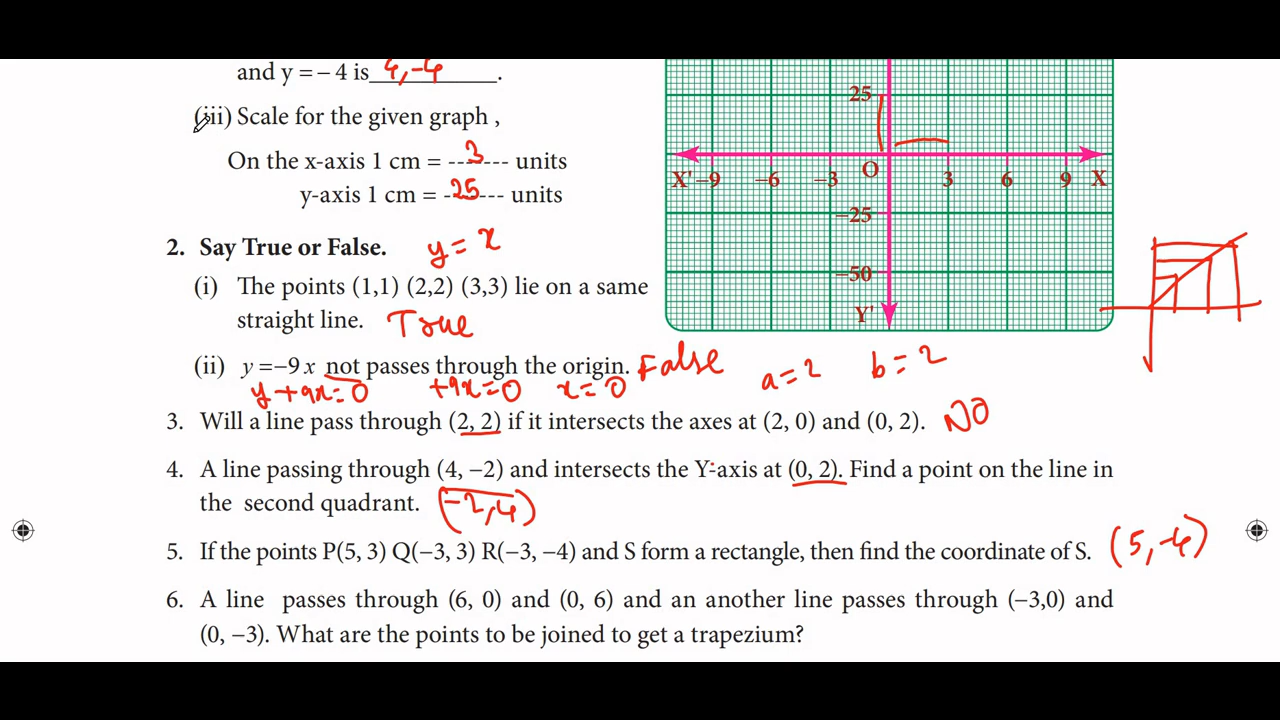 and y = – 4 is 4,-4.
(iii) Scale for the given graph ,
On the x-axis 1 cm = ---3--- units
y-axis 1 cm = -25--- units
2. Say True or False. y = x
(i) The points (1,1) (2,2) (3,3) lie on a same
straight line. True
(ii) y =−9x not passes through the origin. False
y+9x=0 +9x=0 x=0 a=2 b=2
3. Will a line pass through (2, 2) if it intersects the axes at (2, 0) and (0, 2). NO
4. A line passing through (4, −2) and intersects the Y-axis at (0, 2). Find a point on the line in
the second quadrant. (-2,4)
5. If the points P(5, 3) Q(−3, 3) R(−3, −4) and S form a rectangle, then find the coordinate of S. (5,-4)
6. A line passes through (6, 0) and (0, 6) and an another line passes through (−3,0) and
(0, −3). What are the points to be joined to get a trapezium?
25
O
X' −9 −6 −3 3 6 9 X
−25
−50
Y'